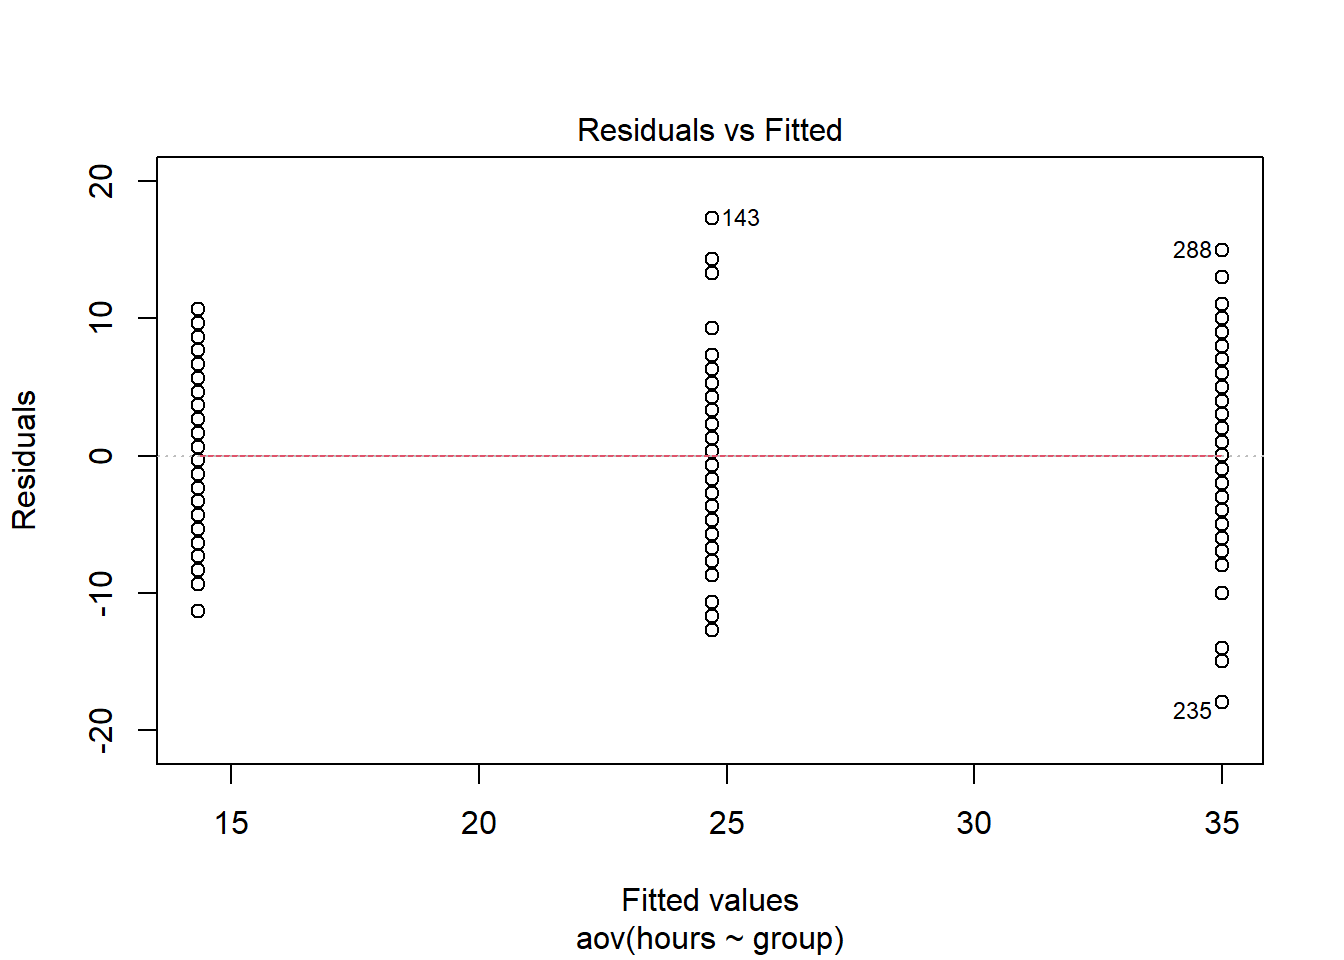 Residuals vs Fitted
20
10
0
-10
-20
Residuals
143
288
235
15 20 25 30 35
Fitted values
aov(hours ~ group)